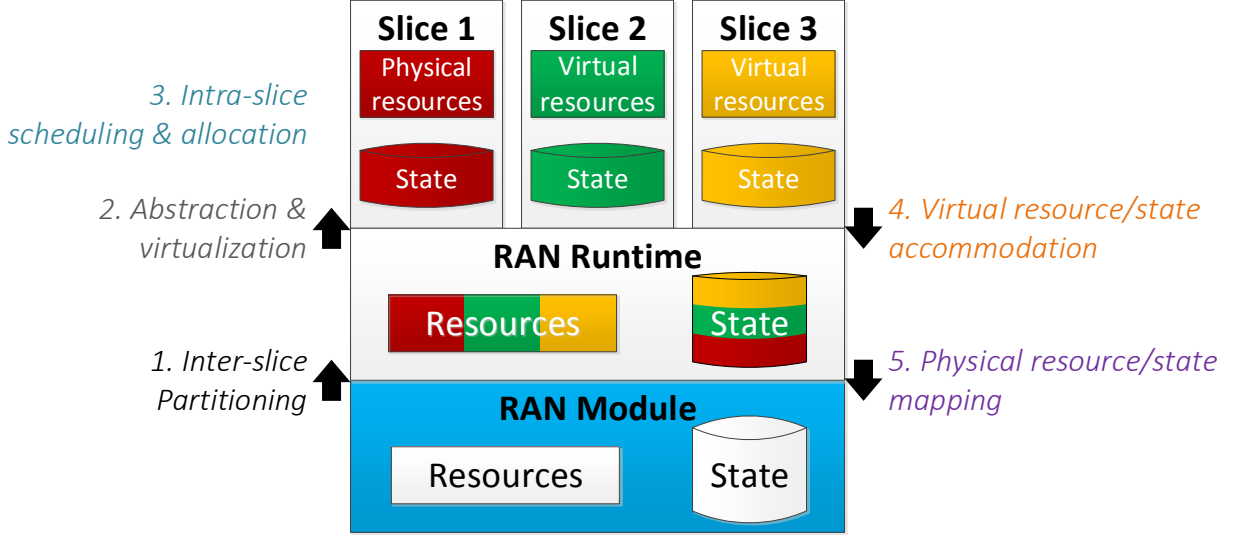 Slice 1
Slice 2
Slice 3
Physical
resources
Virtual
resources
Virtual
resources
3. Intra-slice
scheduling & allocation
State
State
State
2. Abstraction &
virtualization
4. Virtual resource/state
accommodation
RAN Runtime
Resources
State
1. Inter-slice
Partitioning
5. Physical resource/state
mapping
RAN Module
Resources
State